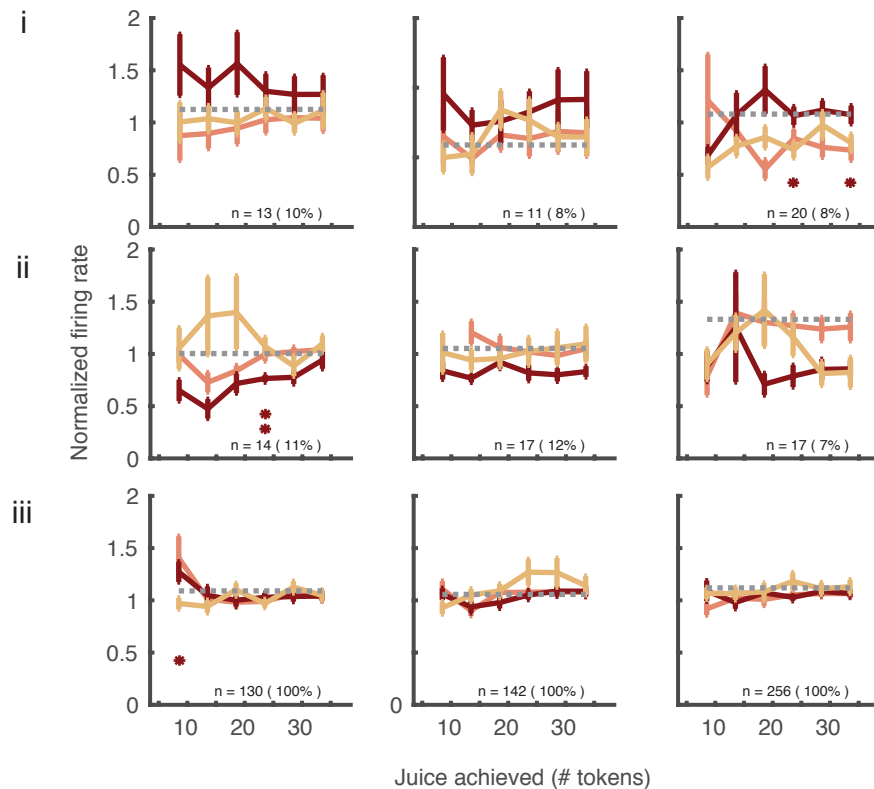 i
2
1.5
1
0.5
0
n = 13 ( 10% )
n = 11 ( 8% )
n = 20 ( 8% )
ii
Normalized firing rate
2
1.5
1
0.5
0
n = 14 ( 11% )
n = 17 ( 12% )
n = 17 ( 7% )
iii
2
1.5
1
0.5
0
0
n = 130 ( 100% )
n = 142 ( 100% )
n = 256 ( 100% )
10 20 30 10 20 30 10 20 30
Juice achieved (# tokens)